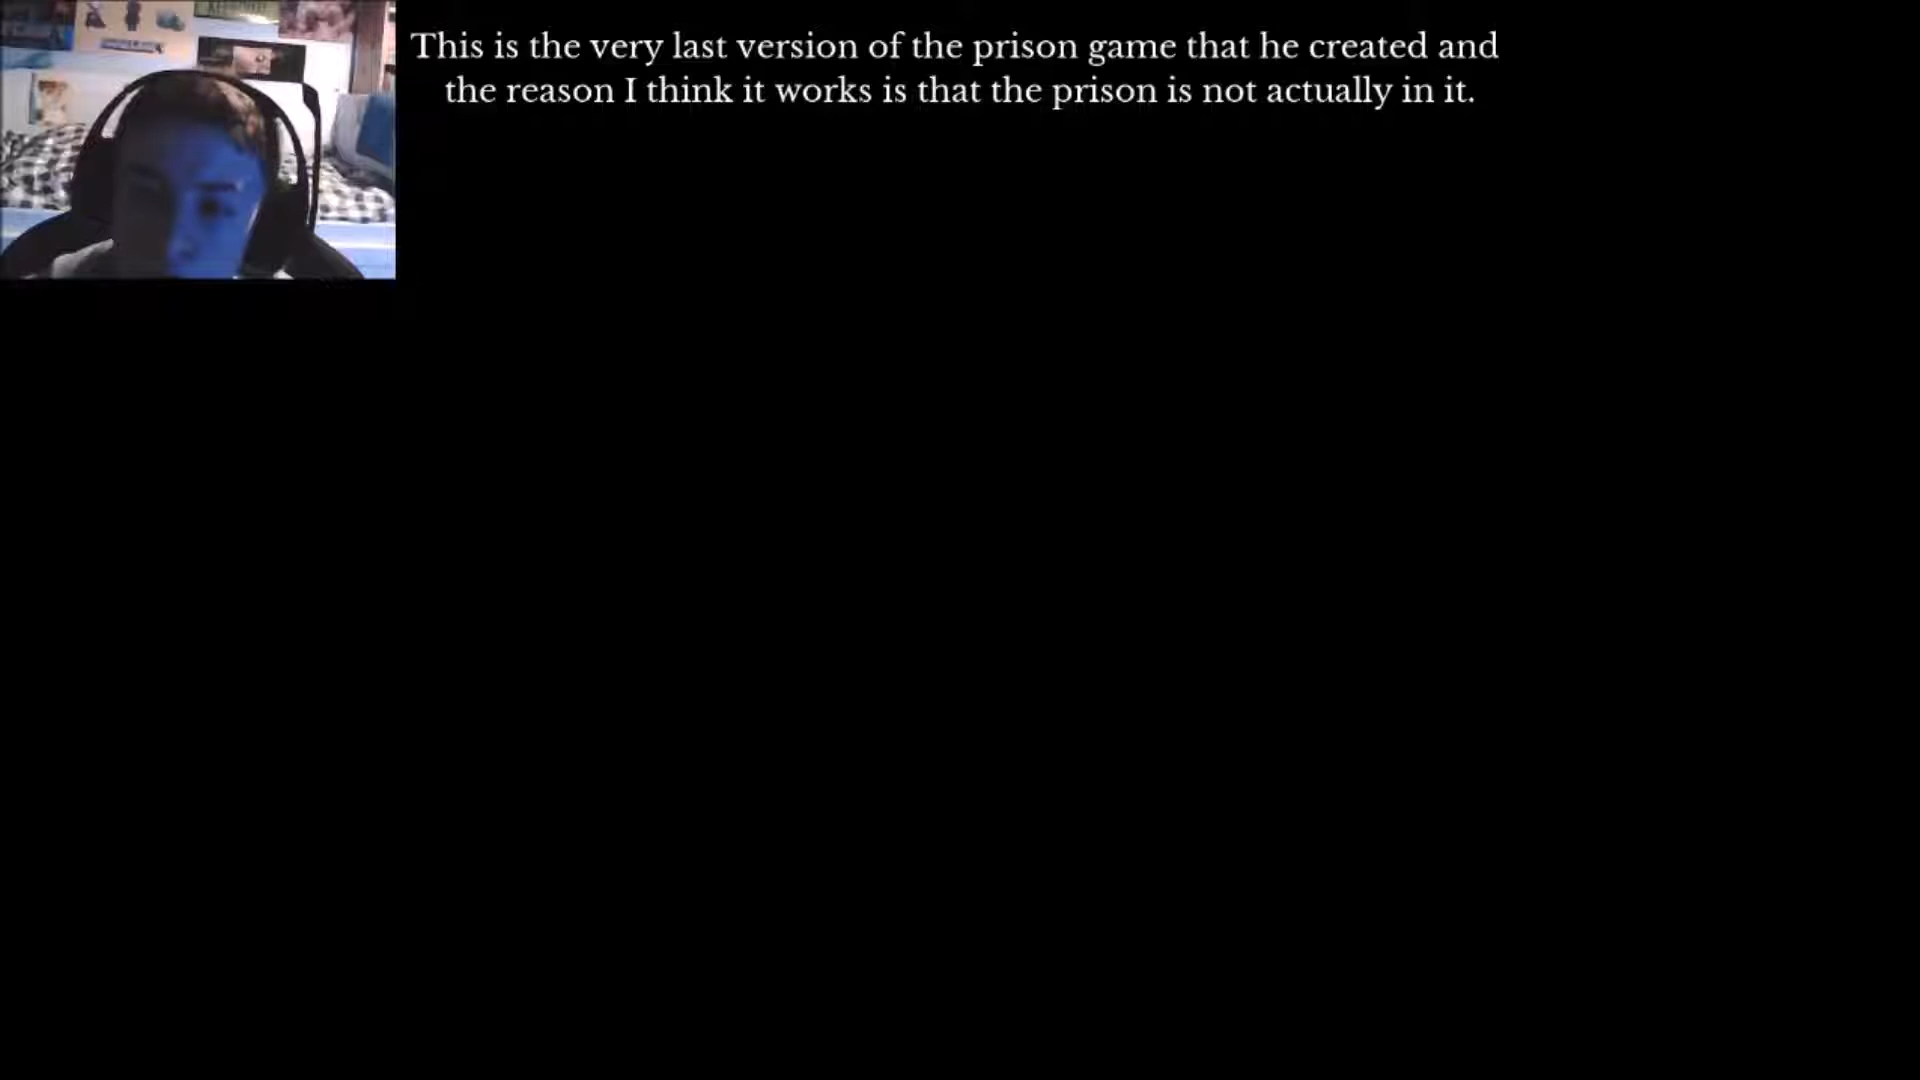 This is the very last version of the prison game that he created and
the reason I think it works is that the prison is not actually in it.